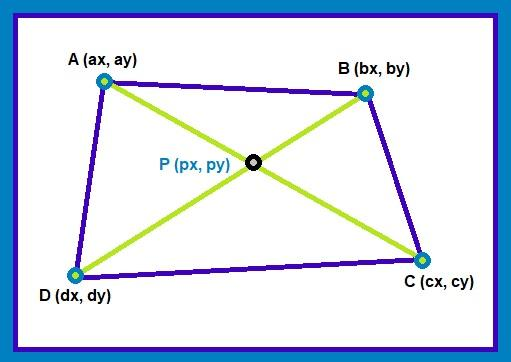 A (ax, ay)
B (bx, by)
P (px, py)
C (cx, cy)
D (dx, dy)